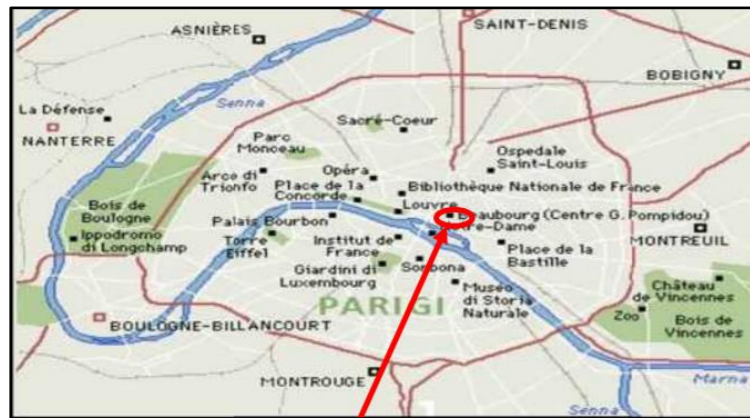 ASNIÈRES
SAINT-DENIS
BOBIGNY
La Défense
Senna
NANTERRE
Sacré-Coeur
Parc
Monceau
Ospedale
Saint-Louis
Arco di
Trionfo
Opéra
Place de la
Concorde
Bibliothèque Nationale de France
Louvre
Bois de
Boulogne
Palais Bourbon
Beaubourg (Centre G. Pompidou)
Notre-Dame
MONTREUIL
Ippodromo
di Longchamp
Torre
Eiffel
Institut de
France
Place de la
Bastille
Giardini di
Luxembourg
Sorbona
Museo
di Storia
Naturale
Château
de Vincennes
PARIGI
Zoo
Bois de
Vincennes
BOULOGNE-BILLANCOURT
MONTROUGE
Marna
Senna